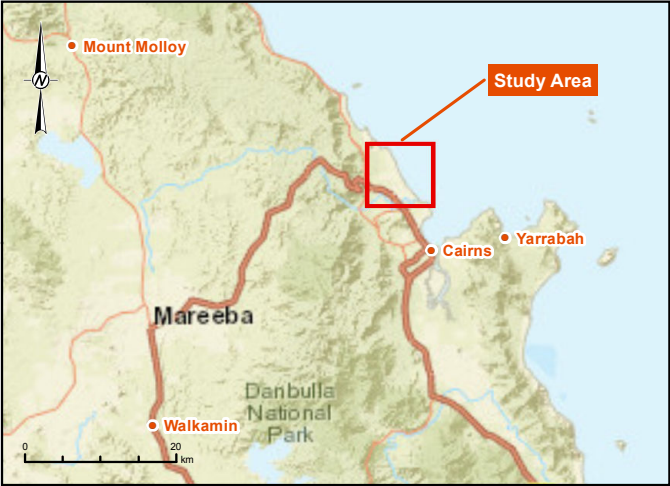 Mount Molloy
N
Study Area
Yarrabah
Cairns
Mareeba
Danbulla
National
Park
Walkamin
0 20
km